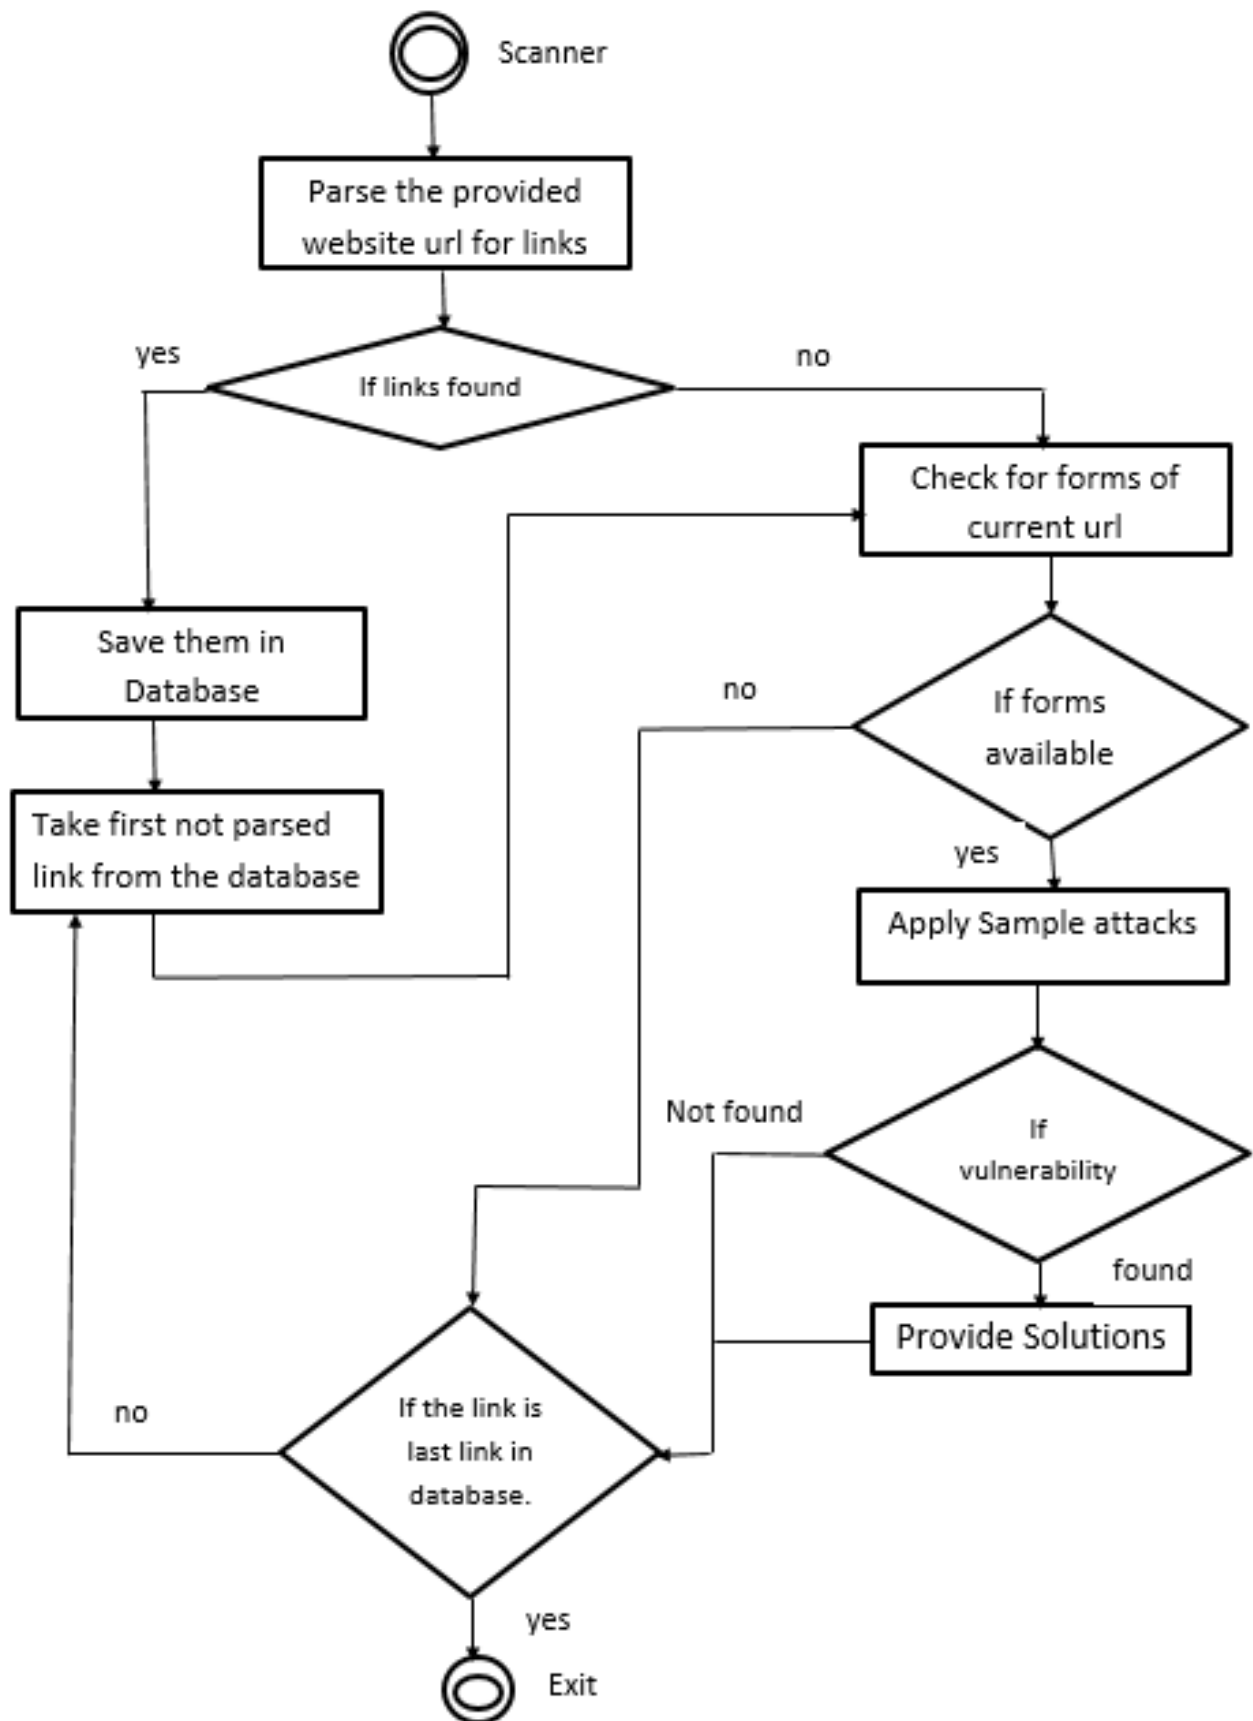 Scanner
Parse the provided
website url for links
yes
If links found
no
Check for forms of
current url
Save them in
Database
no
If forms
available
Take first not parsed
link from the database
yes
Apply Sample attacks
Not found
If
vulnerability
found
Provide Solutions
no
If the link is
last link in
database.
yes
Exit